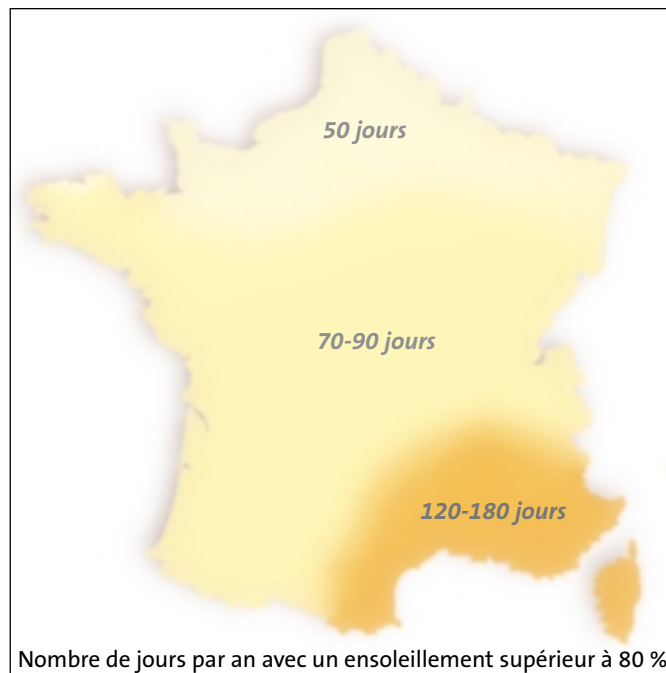 50 jours
70-90 jours
120-180 jours
Nombre de jours par an avec un ensoleillement supérieur à 80 %